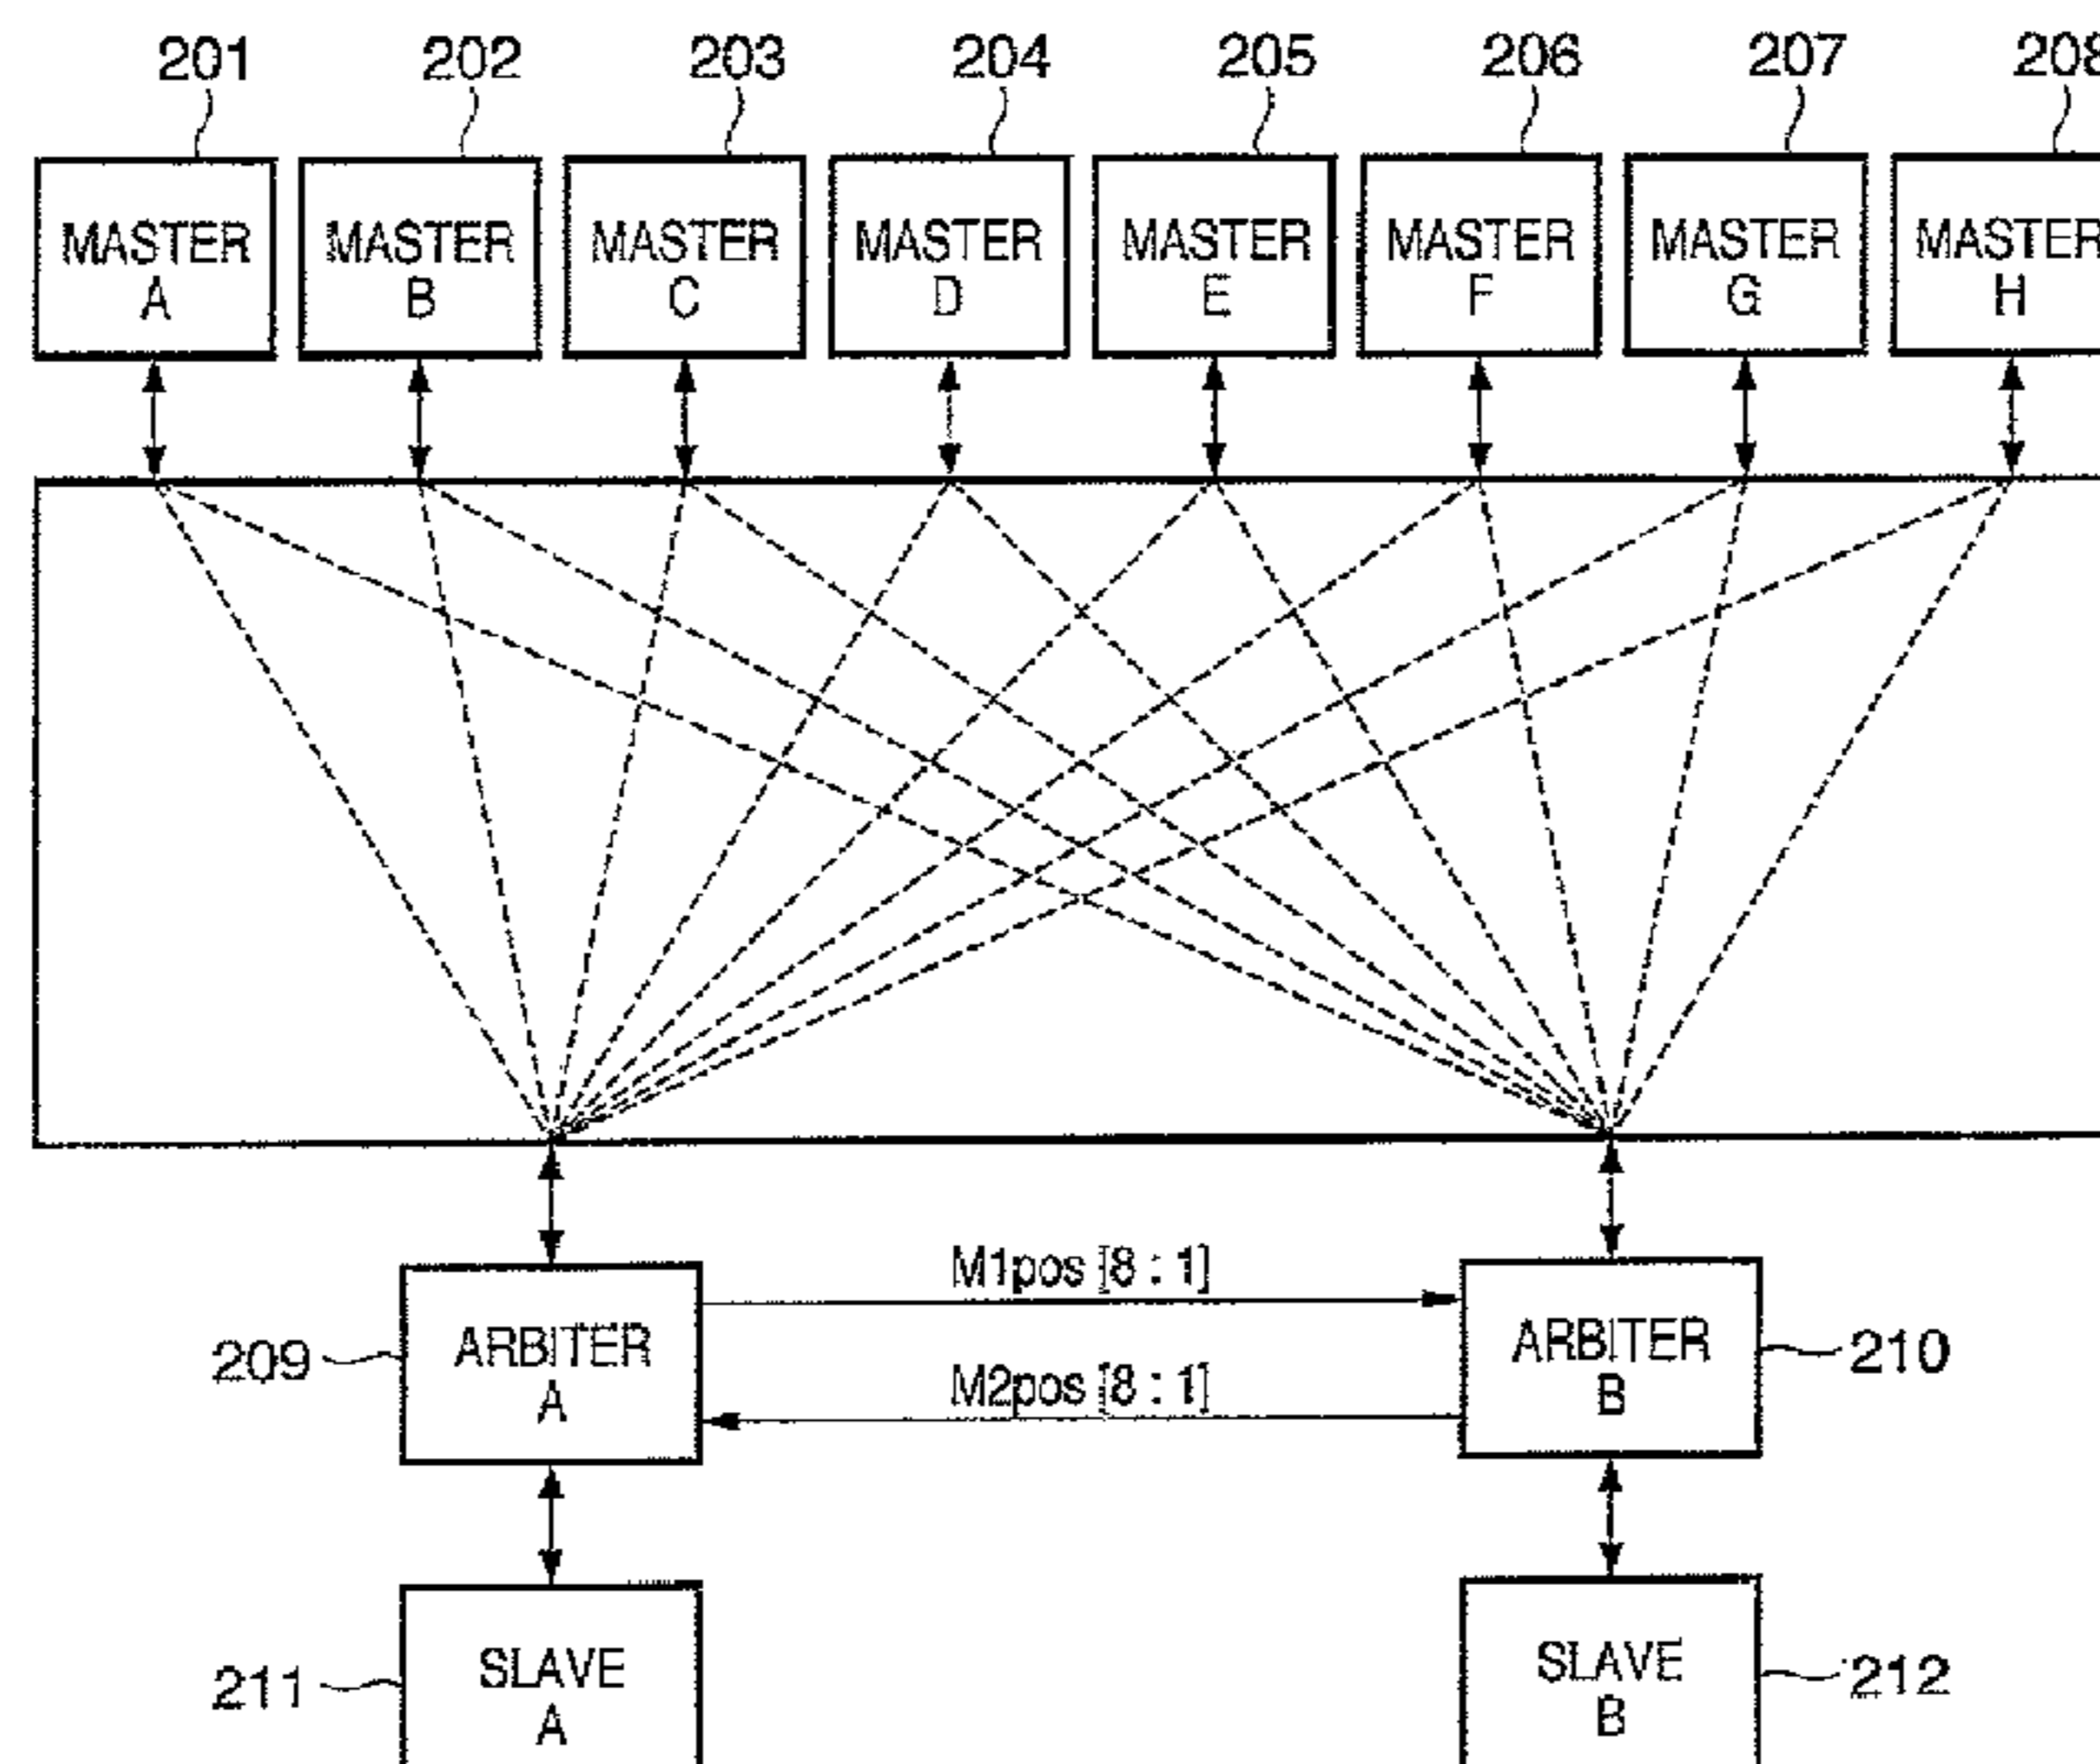 201 202 203 204 205 206 207 208
MASTER A
MASTER B
MASTER C
MASTER D
MASTER E
MASTER F
MASTER G
MASTER H
M1pos [8 : 1]
209
ARBITER A
ARBITER B
210
M2pos [8 : 1]
211
SLAVE A
SLAVE B
212